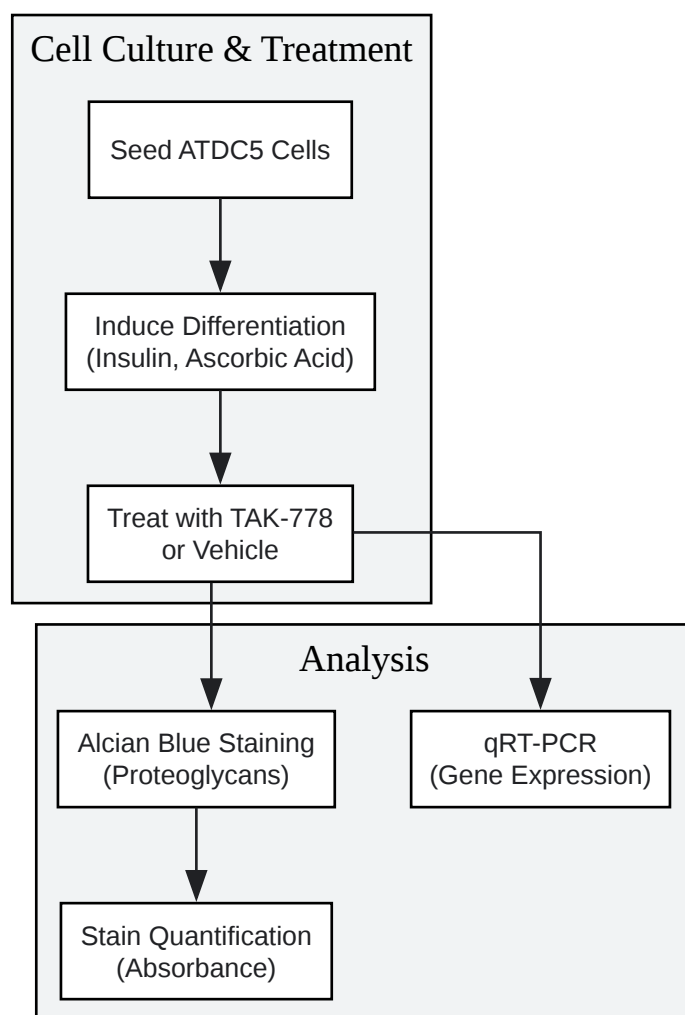 Cell Culture & Treatment
Seed ATDC5 Cells
Induce Differentiation
(Insulin, Ascorbic Acid)
Treat with TAK-778
or Vehicle
Analysis
Alcian Blue Staining
(Proteoglycans)
qRT-PCR
(Gene Expression)
Stain Quantification
(Absorbance)